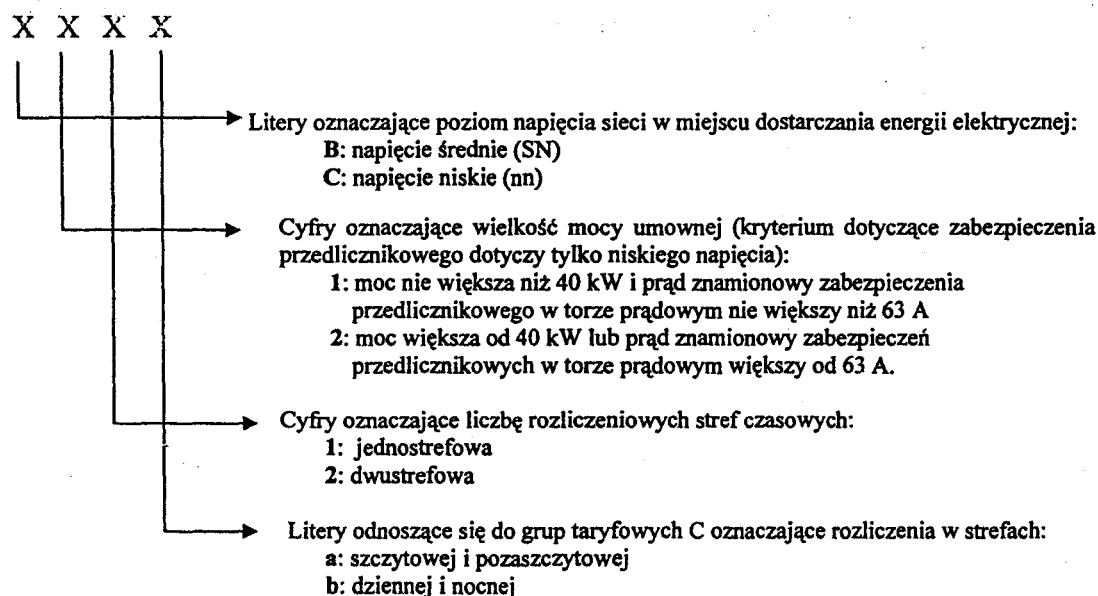 X X X X
Litery oznaczające poziom napięcia sieci w miejscu dostarczania energii elektrycznej:
B: napięcie średnie (SN)
C: napięcie niskie (nn)
Cyfry oznaczające wielkość mocy umownej (kryterium dotyczące zabezpieczenia
przedlicznikowego dotyczy tylko niskiego napięcia):
1: moc nie większa niż 40 kW i prąd znamionowy zabezpieczenia
przedlicznikowego w torze prądowym nie większy niż 63 A
2: moc większa od 40 kW lub prąd znamionowy zabezpieczeń
przedlicznikowych w torze prądowym większy od 63 A.
Cyfry oznaczające liczbę rozliczeniowych stref czasowych:
1: jednostrefowa
2: dwustrefowa
Litery odnoszące się do grup taryfowych C oznaczające rozliczenia w strefach:
a: szczytowej i pozaszczytowej
b: dziennej i nocnej